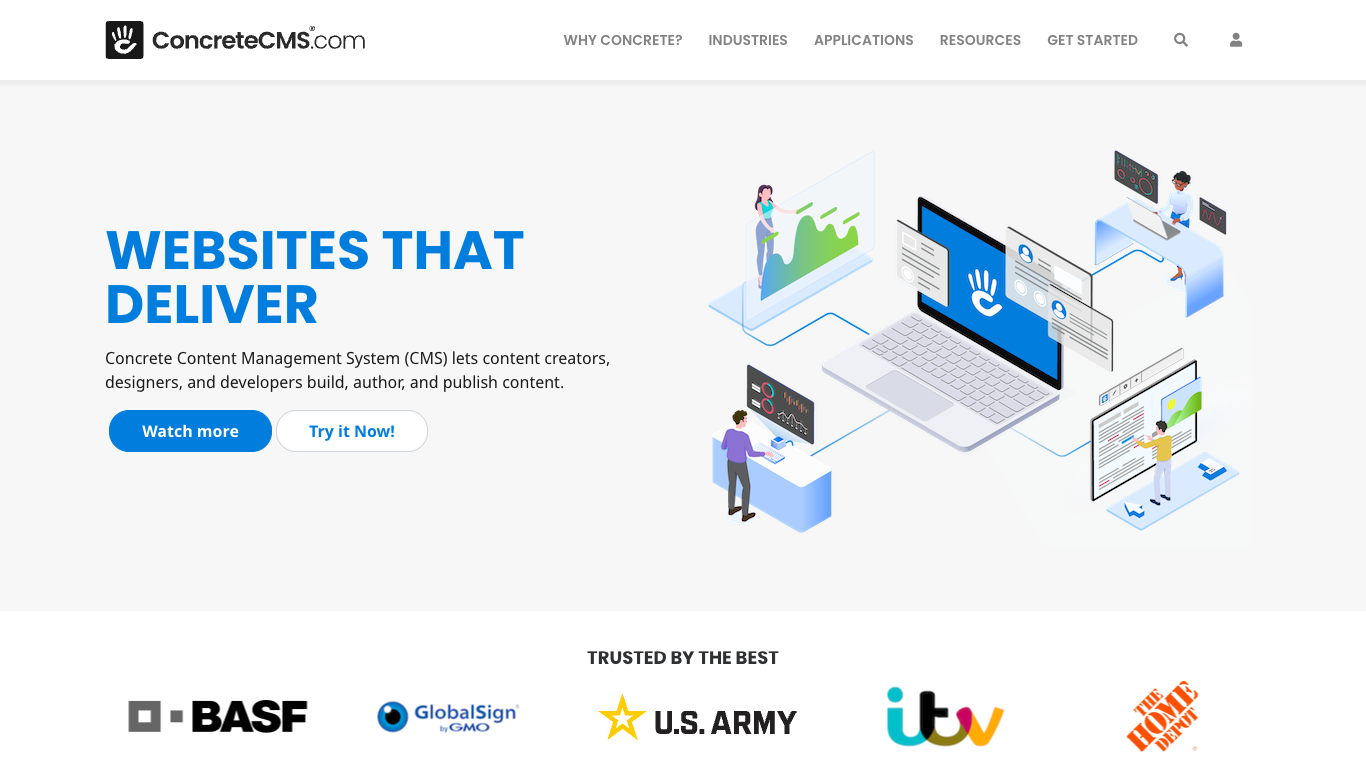 ConcreteCMS.com®
WHY CONCRETE? INDUSTRIES APPLICATIONS RESOURCES GET STARTED
WEBSITES THAT
DELIVER
Concrete Content Management System (CMS) lets content creators,
designers, and developers build, author, and publish content.
Watch more Try it Now!
TRUSTED BY THE BEST
BASF
GlobalSign®
by GMO
U.S. ARMY
itv
THE
HOME
DEPOT